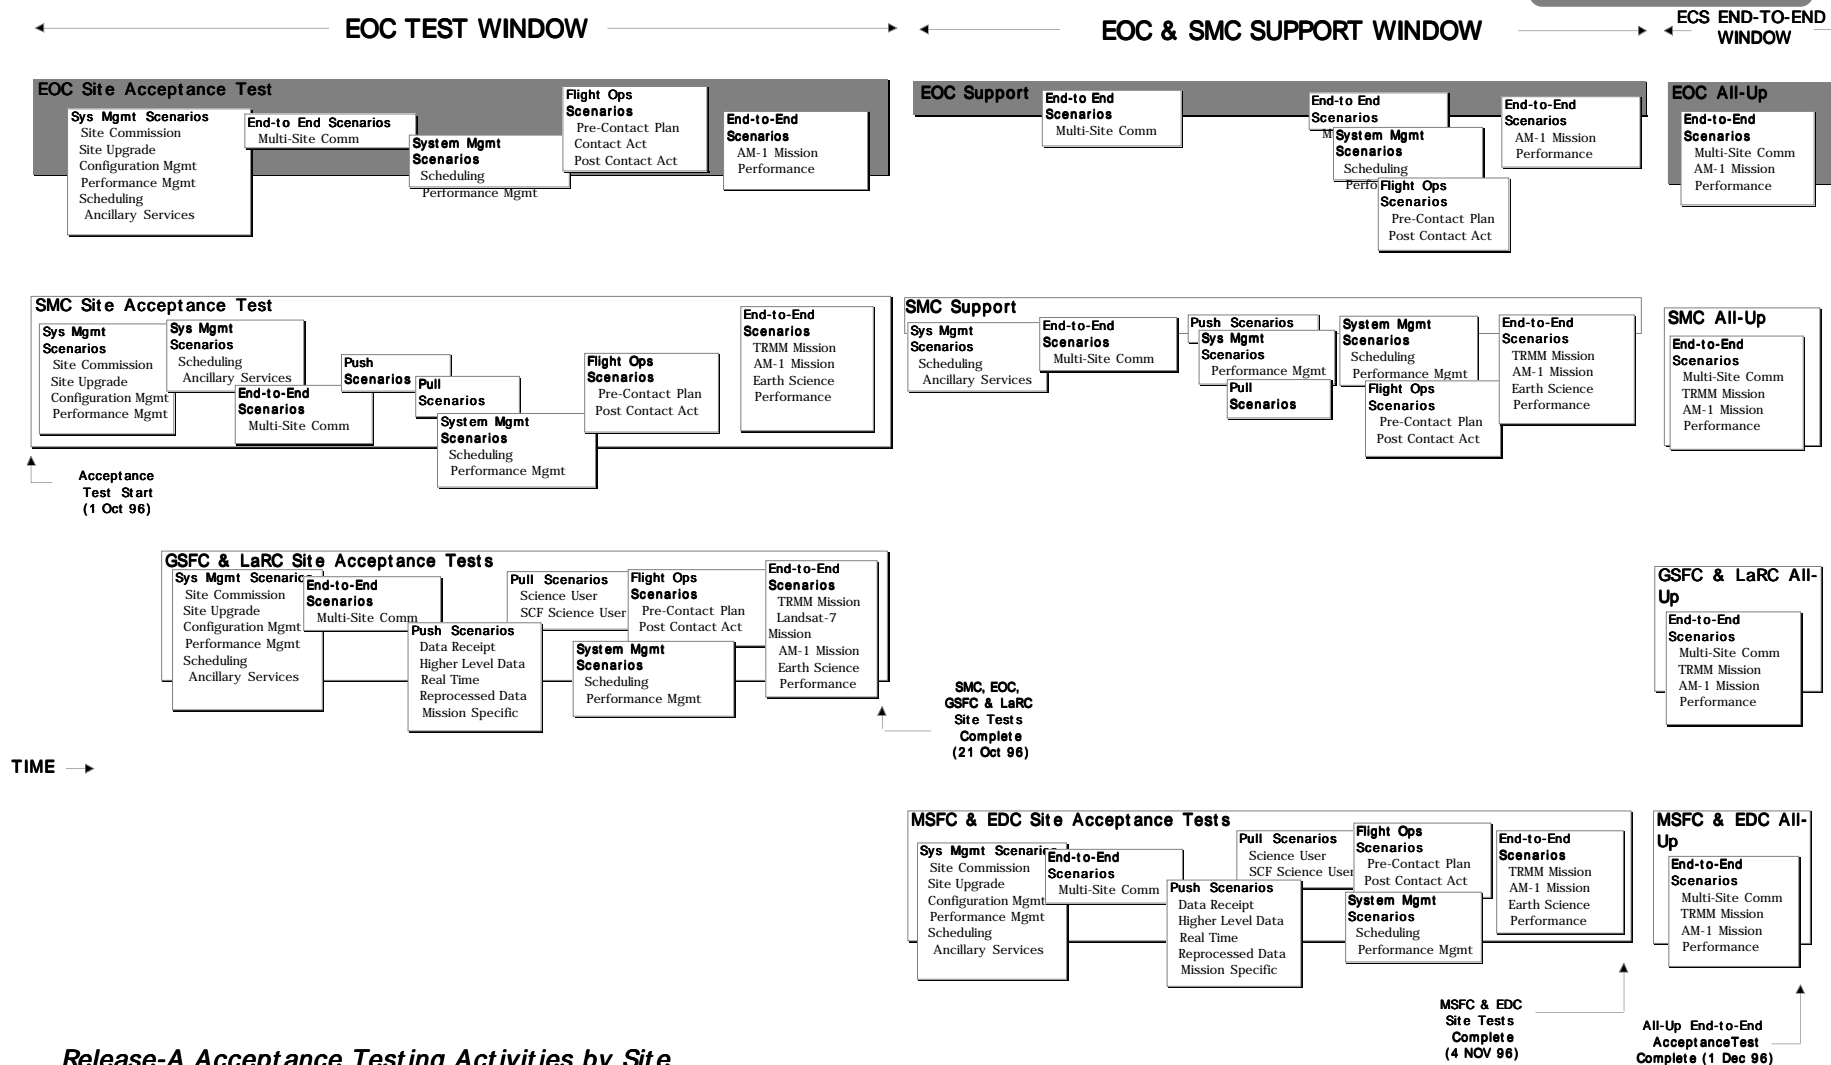 EOC TEST WINDOW
EOC & SMC SUPPORT WINDOW
ECS END-TO-END
WINDOW
EOC Site Acceptance Test
Sys Mgmt Scenarios
Site Commission
Site Upgrade
Configuration Mgmt
Performance Mgmt
Scheduling
Ancillary Services
End-to End Scenarios
Multi-Site Comm
System Mgmt
Scenarios
Scheduling
Performance Mgmt
Flight Ops
Scenarios
Pre-Contact Plan
Contact Act
Post Contact Act
End-to-End
Scenarios
AM-1 Mission
Performance
EOC Support
End-to End
Scenarios
Multi-Site Comm
End-to End
Scenarios
M
System Mgmt
Scenarios
Scheduling
Perfo
Flight Ops
Scenarios
Pre-Contact Plan
Post Contact Act
End-to-End
Scenarios
AM-1 Mission
Performance
EOC All-Up
End-to-End
Scenarios
Multi-Site Comm
AM-1 Mission
Performance
SMC Site Acceptance Test
Sys Mgmt
Scenarios
Site Commission
Site Upgrade
Configuration Mgmt
Performance Mgmt
Sys Mgmt
Scenarios
Scheduling
Ancillary Services
End-to-End
Scenarios
Multi-Site Comm
Push
Scenarios
Pull
Scenarios
System Mgmt
Scenarios
Scheduling
Performance Mgmt
Flight Ops
Scenarios
Pre-Contact Plan
Post Contact Act
End-to-End
Scenarios
TRMM Mission
AM-1 Mission
Earth Science
Performance
SMC Support
Sys Mgmt
Scenarios
Scheduling
Ancillary Services
End-to-End
Scenarios
Multi-Site Comm
Push Scenarios
Sys Mgmt
Scenarios
Performance Mgmt
Pull
Scenarios
System Mgmt
Scenarios
Scheduling
Performance Mgmt
Flight Ops
Scenarios
Pre-Contact Plan
Post Contact Act
End-to-End
Scenarios
TRMM Mission
AM-1 Mission
Earth Science
Performance
SMC All-Up
End-to-End
Scenarios
Multi-Site Comm
TRMM Mission
AM-1 Mission
Performance
Acceptance
Test Start
(1 Oct 96)
GSFC & LaRC Site Acceptance Tests
Sys Mgmt Scenario
Site Commission
Site Upgrade
Configuration Mgmt
Performance Mgmt
Scheduling
Ancillary Services
End-to-End
Scenarios
Multi-Site Comm
Push Scenarios
Data Receipt
Higher Level Data
Real Time
Reprocessed Data
Mission Specific
Pull Scenarios
Science User
SCF Science User
Flight Ops
Scenarios
Pre-Contact Plan
Post Contact Act
System Mgmt
Scenarios
Scheduling
Performance Mgmt
End-to-End
Scenarios
TRMM Mission
Landsat-7
Mission
AM-1 Mission
Earth Science
Performance
SMC, EOC,
GSFC & LaRC
Site Tests
Complete
(21 Oct 96)
GSFC & LaRC All-
Up
End-to-End
Scenarios
Multi-Site Comm
TRMM Mission
AM-1 Mission
Performance
TIME
MSFC & EDC Site Acceptance Tests
Sys Mgmt Scenarios
Site Commission
Site Upgrade
Configuration Mgmt
Performance Mgmt
Scheduling
Ancillary Services
End-to-End
Scenarios
Multi-Site Comm
Push Scenarios
Data Receipt
Higher Level Data
Real Time
Reprocessed Data
Mission Specific
Pull Scenarios
Science User
SCF Science User
Flight Ops
Scenarios
Pre-Contact Plan
Post Contact Act
System Mgmt
Scenarios
Scheduling
Performance Mgmt
End-to-End
Scenarios
TRMM Mission
AM-1 Mission
Earth Science
Performance
MSFC & EDC All-
Up
End-to-End
Scenarios
Multi-Site Comm
TRMM Mission
AM-1 Mission
Performance
MSFC & EDC
Site Tests
Complete
(4 NOV 96)
All-Up End-to-End
AcceptanceTest
Complete (1 Dec 96)
Release-A Acceptance Testing Activities by Site